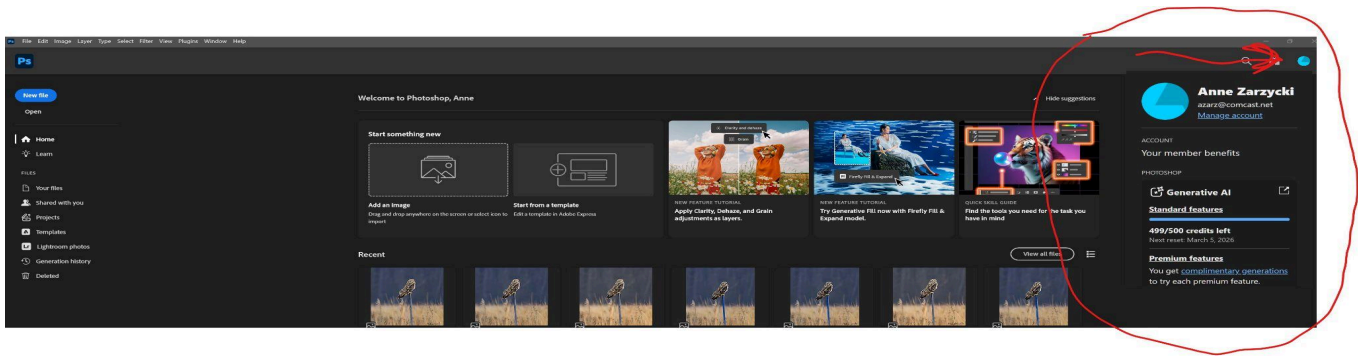 Ps File Edit Image Layer Type Select Filter View Plugins Window Help
Ps
New file
Open
Home
Learn
FILES
Your files
Shared with you
Projects
Templates
Lightroom photos
Generation history
Deleted
Welcome to Photoshop, Anne
Hide suggestions
Start something new
Add an image
Drag and drop anywhere on the screen or select icon to
import
Start from a template
Edit a template in Adobe Express
Clarity and dehaze
Grain
NEW FEATURE TUTORIAL
Apply Clarity, Dehaze, and Grain
adjustments as layers.
Firefly Fill & Expand
NEW FEATURE TUTORIAL
Try Generative Fill now with Firefly Fill &
Expand model.
QUICK SKILL GUIDE
Find the tools you need for the task you
have in mind
Recent
View all files
Anne Zarzycki
azarz@comcast.net
Manage account
ACCOUNT
Your member benefits
PHOTOSHOP
Generative AI
Standard features
499/500 credits left
Next reset: March 5, 2026
Premium features
You get complimentary generations
to try each premium feature.